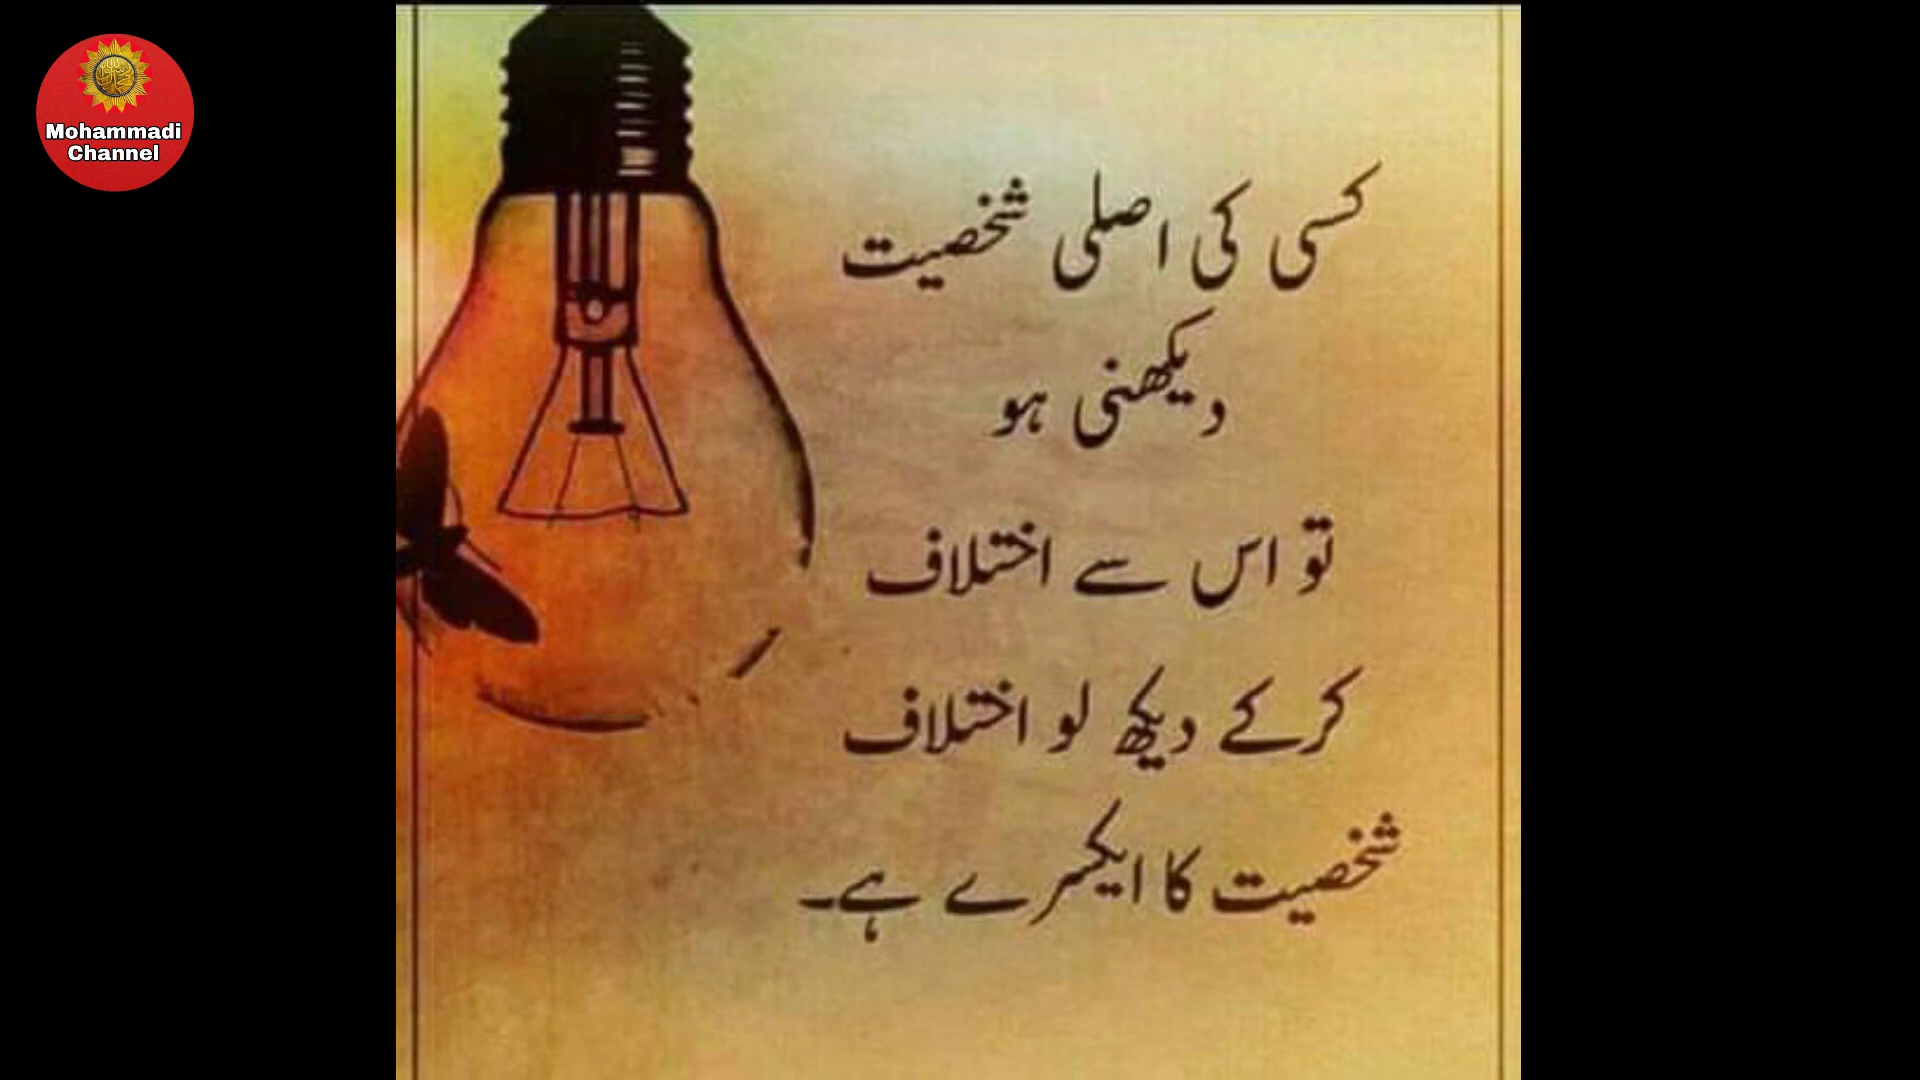 Mohammadi
Channel
کسی کی اصلی شخصیت
دیکھنی ہو
تو اس سے اختلاف
کرکے دیکھ لو اختلاف
شخصیت کا ایکسرے ہے۔